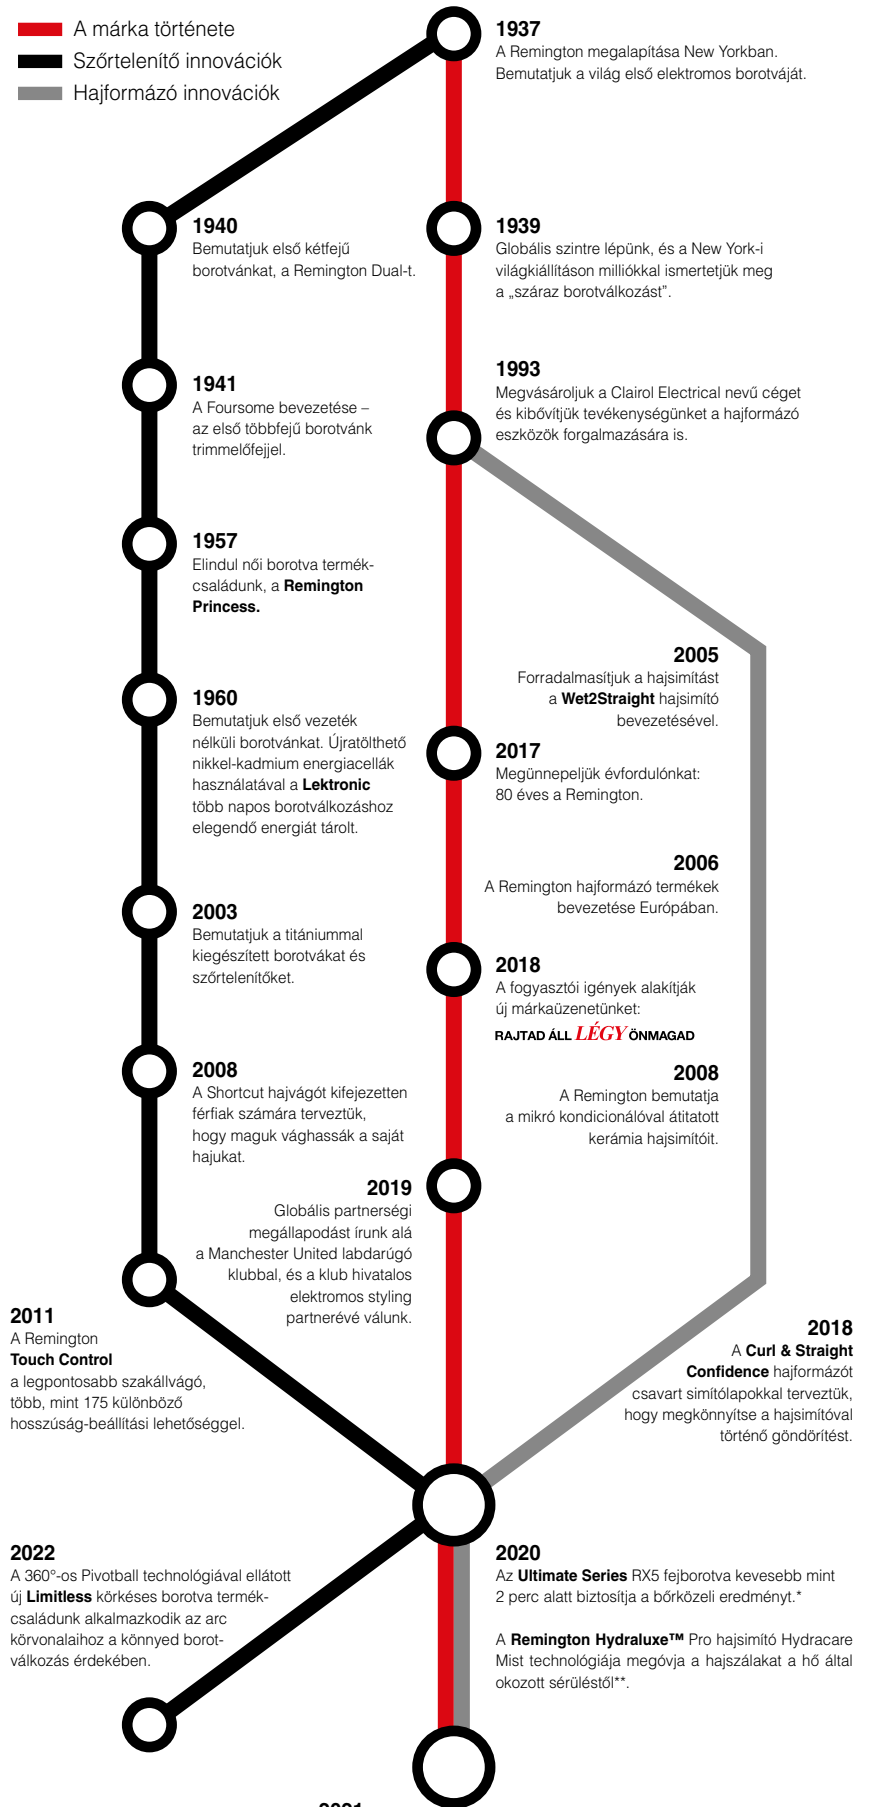 A márka története
Szőrtelenítő innovációk
Hajformázó innovációk
1937
A Remington megalapítása New Yorkban.
Bemutatjuk a világ első elektromos borotváját.
1940
Bemutatjuk első kétfejű
borotvánkat, a Remington Dual-t.
1939
Globális szintre lépünk, és a New York-i
világkiállításon milliókkal ismertetjük meg
a „száraz borotválkozást”.
1941
A Foursome bevezetése –
az első többfejű borotvánk
trimmelőfejjel.
1993
Megvásároljuk a Clairol Electrical nevű céget
és kibővítjük tevékenységünket a hajformázó
eszközök forgalmazására is.
1957
Elindul női borotva termék-
családunk, a Remington
Princess.
2005
Forradalmasítjuk a hajsimítást
a Wet2Straight hajsimító
bevezetésével.
1960
Bemutatjuk első vezeték
nélküli borotvánkat. Újratölthető
nikkel-kadmium energiacellák
használatával a Lektronic
több napos borotválkozáshoz
elegendő energiát tárolt.
2017
Megünnepeljük évfordulónkat:
80 éves a Remington.
2006
A Remington hajformázó termékek
bevezetése Európában.
2003
Bemutatjuk a titániummal
kiegészített borotvákat és
szőrtelenítőket.
2018
A fogyasztói igények alakítják
új márkaüzenetünket:
RAJTAD ÁLL LÉGY ÖNMAGAD
2008
A Shortcut hajvágót kifejezetten
férfiak számára terveztük,
hogy maguk vághassák a saját
hajukat.
2008
A Remington bemutatja
a mikró kondicionálóval átitatott
kerámia hajsimítóit.
2019
Globális partnerségi
megállapodást írunk alá
a Manchester United labdarúgó
klubbal, és a klub hivatalos
elektromos styling
partnerévé válunk.
2011
A Remington
Touch Control
a legpontosabb szakállvágó,
több, mint 175 különböző
hosszúság-beállítási lehetőséggel.
2018
A Curl & Straight
Confidence hajformázót
csavart simítólapokkal terveztük,
hogy megkönnyítse a hajsimítóval
történő göndörítést.
2022
A 360°-os Pivotball technológiával ellátott
új Limitless körkéses borotva termék-
családunk alkalmazkodik az arc
körvonalaihoz a könnyed borot-
válkozás érdekében.
2020
Az Ultimate Series RX5 fejborotva kevesebb mint
2 perc alatt biztosítja a bőrközeli eredményt.*
A Remington Hydraluxe™ Pro hajsimító Hydracare
Mist technológiája megóvja a hajszálakat a hő által
okozott sérüléstől**.